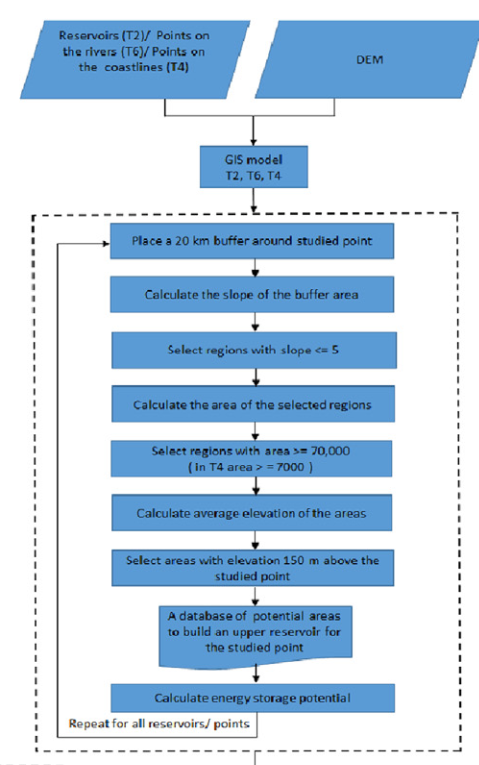 Reservoirs (T2)/ Points on
the rivers (T6)/ Points on
the coastlines (T4)
DEM
GIS model
T2, T6, T4
Place a 20 km buffer around studied point
Calculate the slope of the buffer area
Select regions with slope <= 5
Calculate the area of the selected regions
Select regions with area >= 70,000
( in T4 area > = 7000 )
Calculate average elevation of the areas
Select areas with elevation 150 m above the
studied point
A database of potential areas
to build an upper reservoir for
the studied point
Calculate energy storage potential
Repeat for all reservoirs/ points